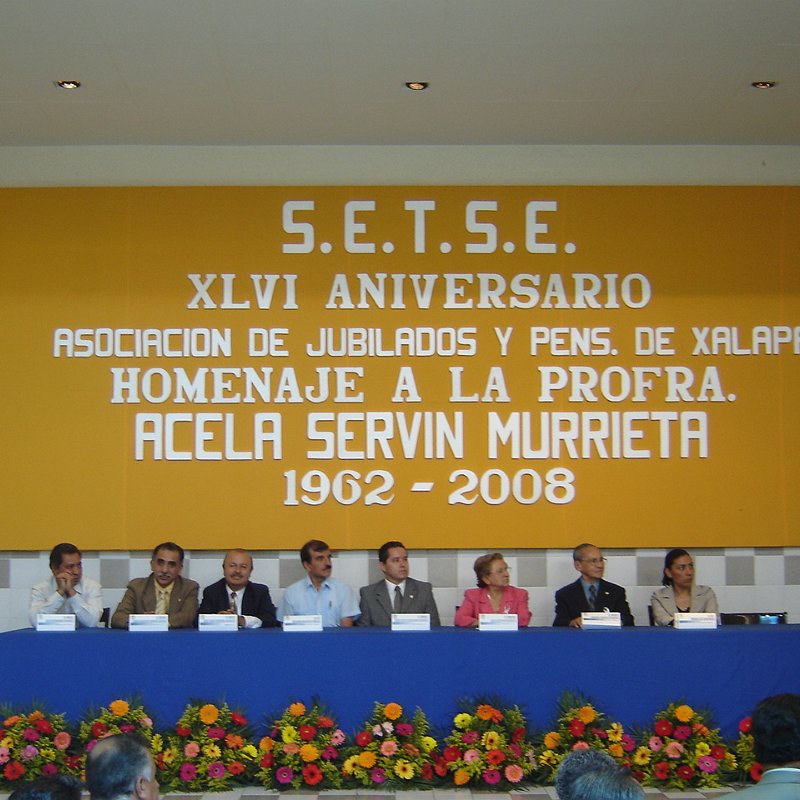 S.E.T.S.E.
XLVI ANIVERSARIO
ASOCIACION DE JUBILADOS Y PENS. DE XALAPA
HOMENAJE A LA PROFRA.
ACELA SERVIN MURRIETA
1962 - 2008